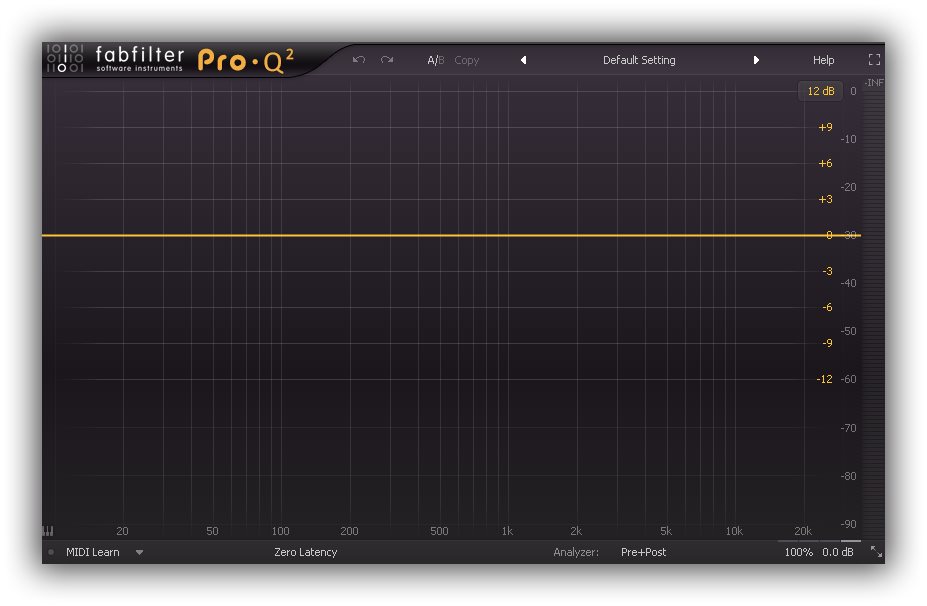 fabfilter Pro·Q²
software instruments
A/B Copy Default Setting Help
-INF
12 dB 0
+9
-10
+6
-20
+3
0 -30
-3
-40
-6
-50
-9
-12 -60
-70
-80
-90
20 50 100 200 500 1k 2k 5k 10k 20k
MIDI Learn Zero Latency Analyzer: Pre+Post 100% 0.0 dB